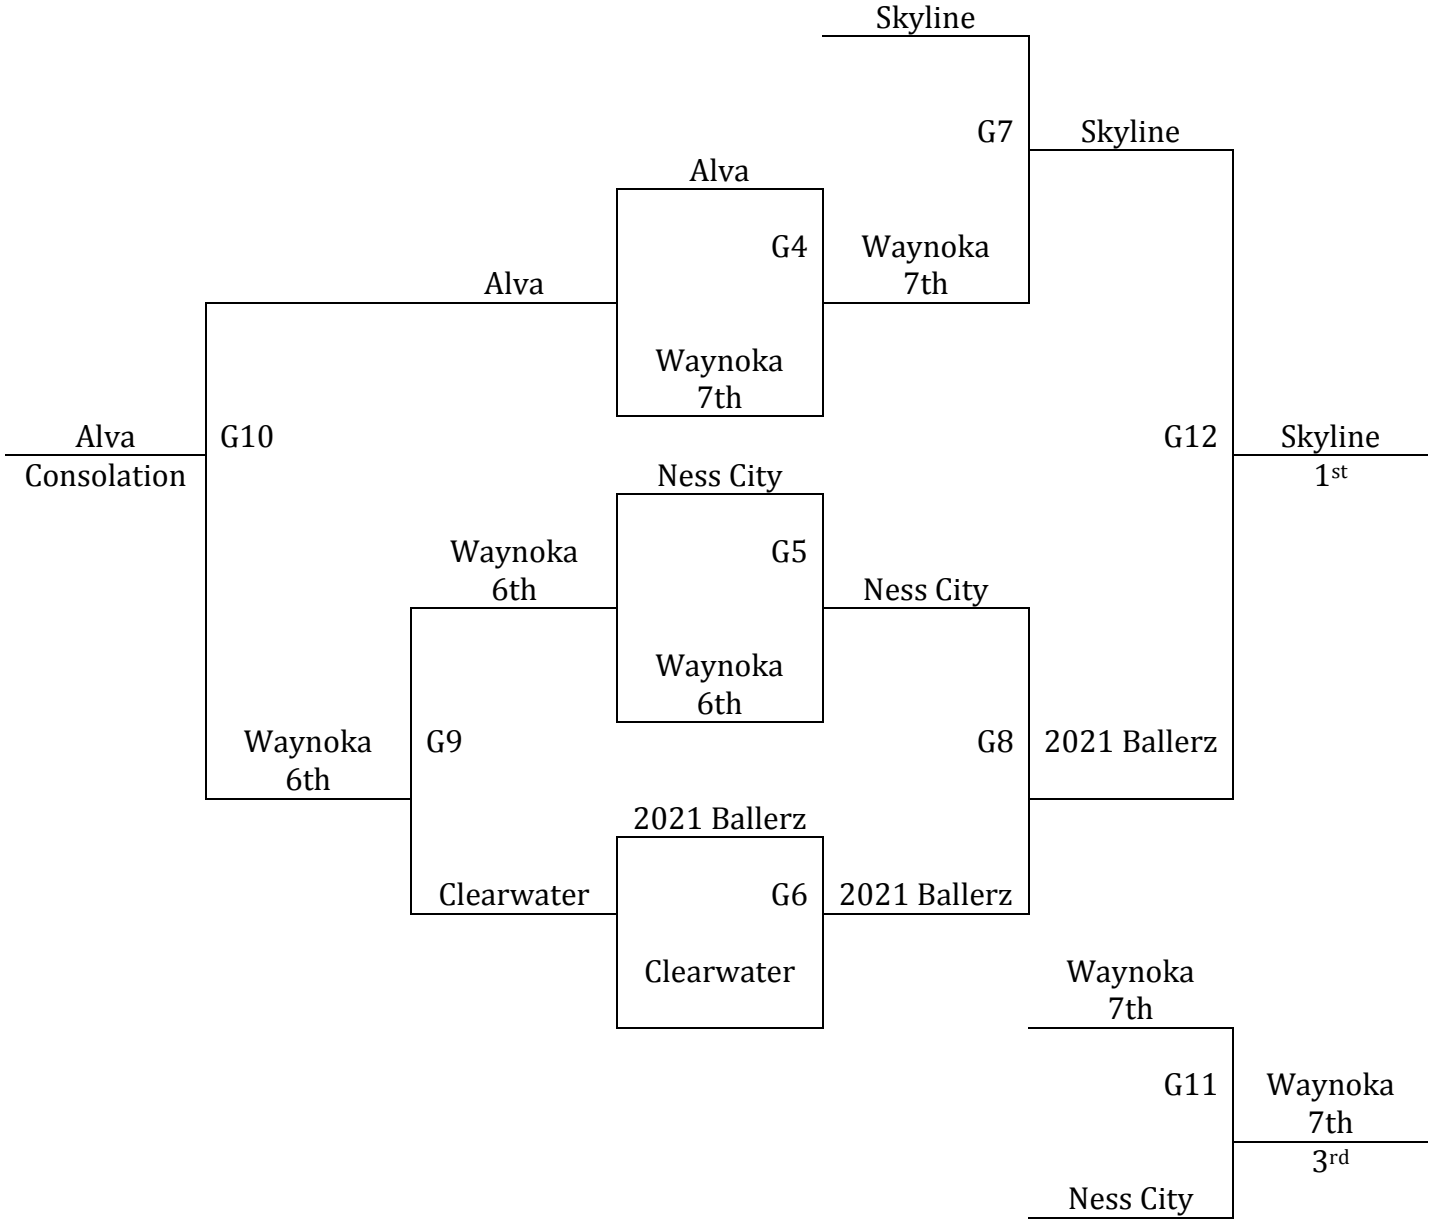 Skyline
G7
Skyline
Alva
G4
Waynoka
7th
Alva
Waynoka
7th
Alva
G10
G12
Skyline
Consolation
1st
Ness City
Waynoka
6th
G5
Ness City
Waynoka
6th
Waynoka
6th
G9
G8
2021 Ballerz
2021 Ballerz
Clearwater
G6
2021 Ballerz
Clearwater
Waynoka
7th
G11
Waynoka
7th
3rd
Ness City